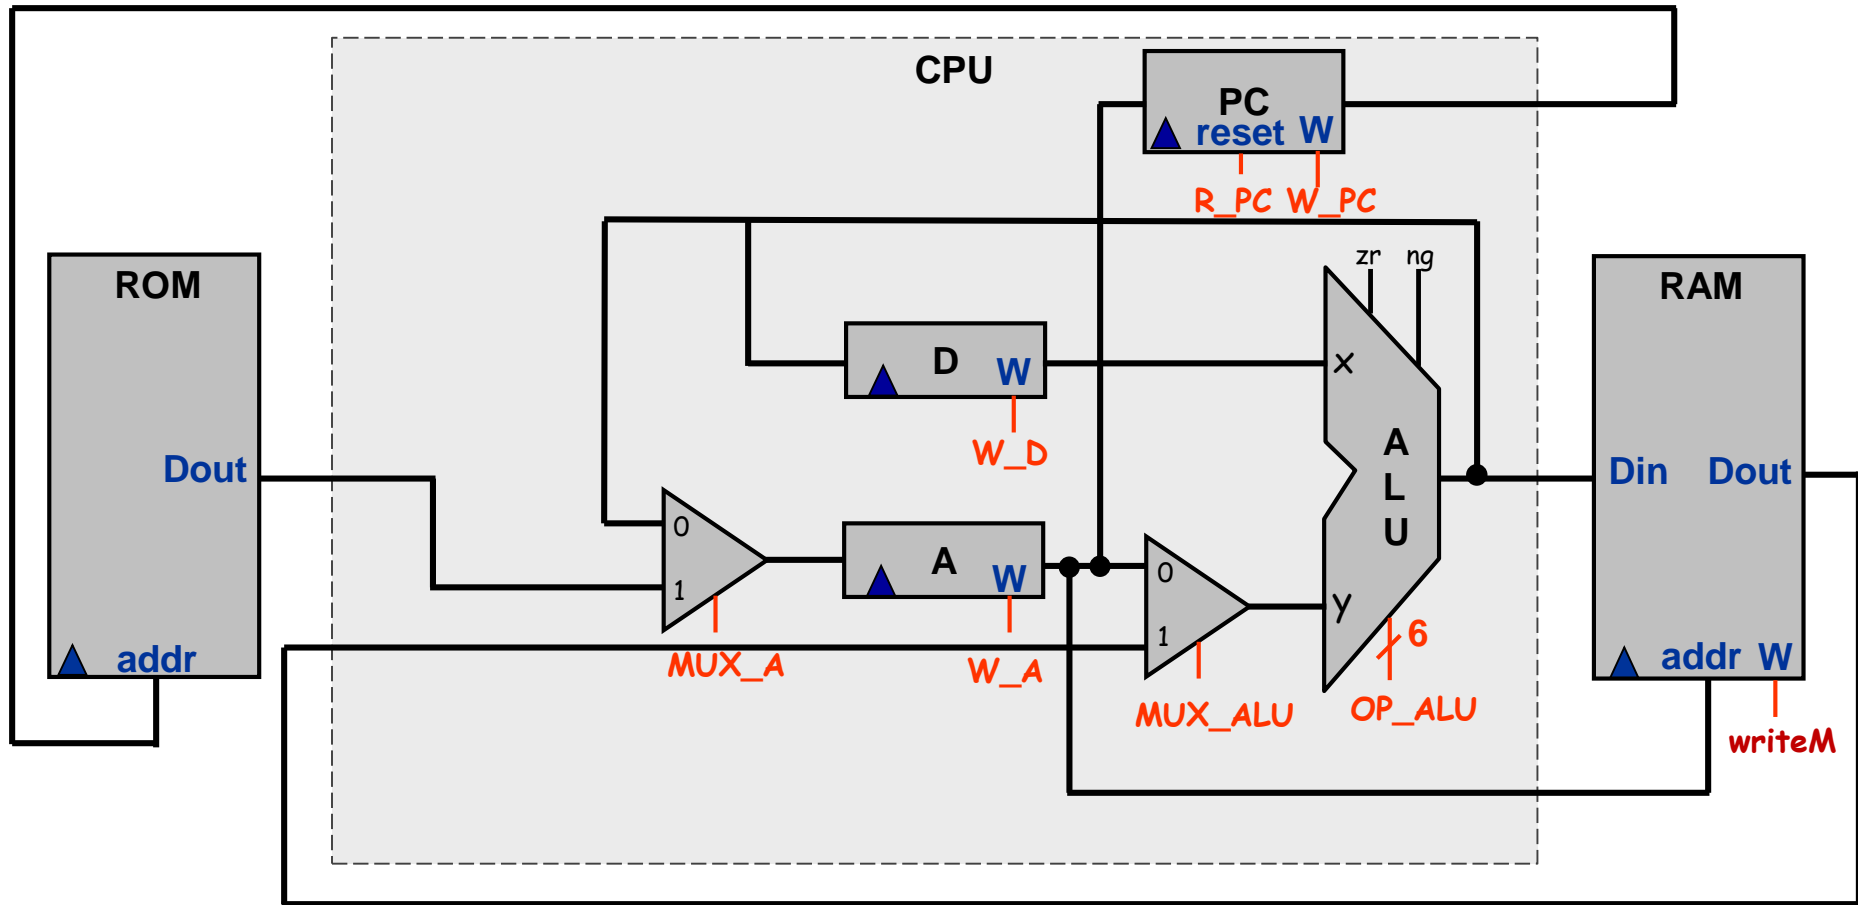 CPU
PC
reset W
R_PC W_PC
zr ng
ROM
RAM
D W
x
W_D
A
L
U
Dout
Din Dout
0
1
A W
0
1
y
6
addr
addr W
MUX_A
W_A
MUX_ALU
OP_ALU
writeM